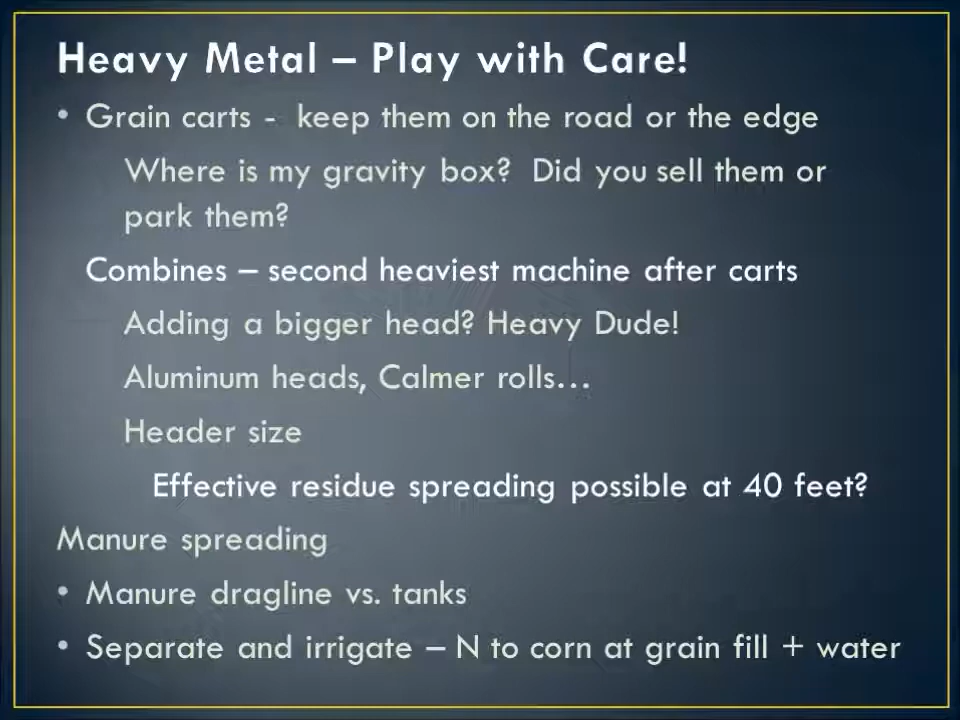 Heavy Metal – Play with Care!
• Grain carts - keep them on the road or the edge
Where is my gravity box? Did you sell them or
park them?
Combines – second heaviest machine after carts
Adding a bigger head? Heavy Dude!
Aluminum heads, Calmer rolls…
Header size
Effective residue spreading possible at 40 feet?
Manure spreading
• Manure dragline vs. tanks
• Separate and irrigate – N to corn at grain fill + water